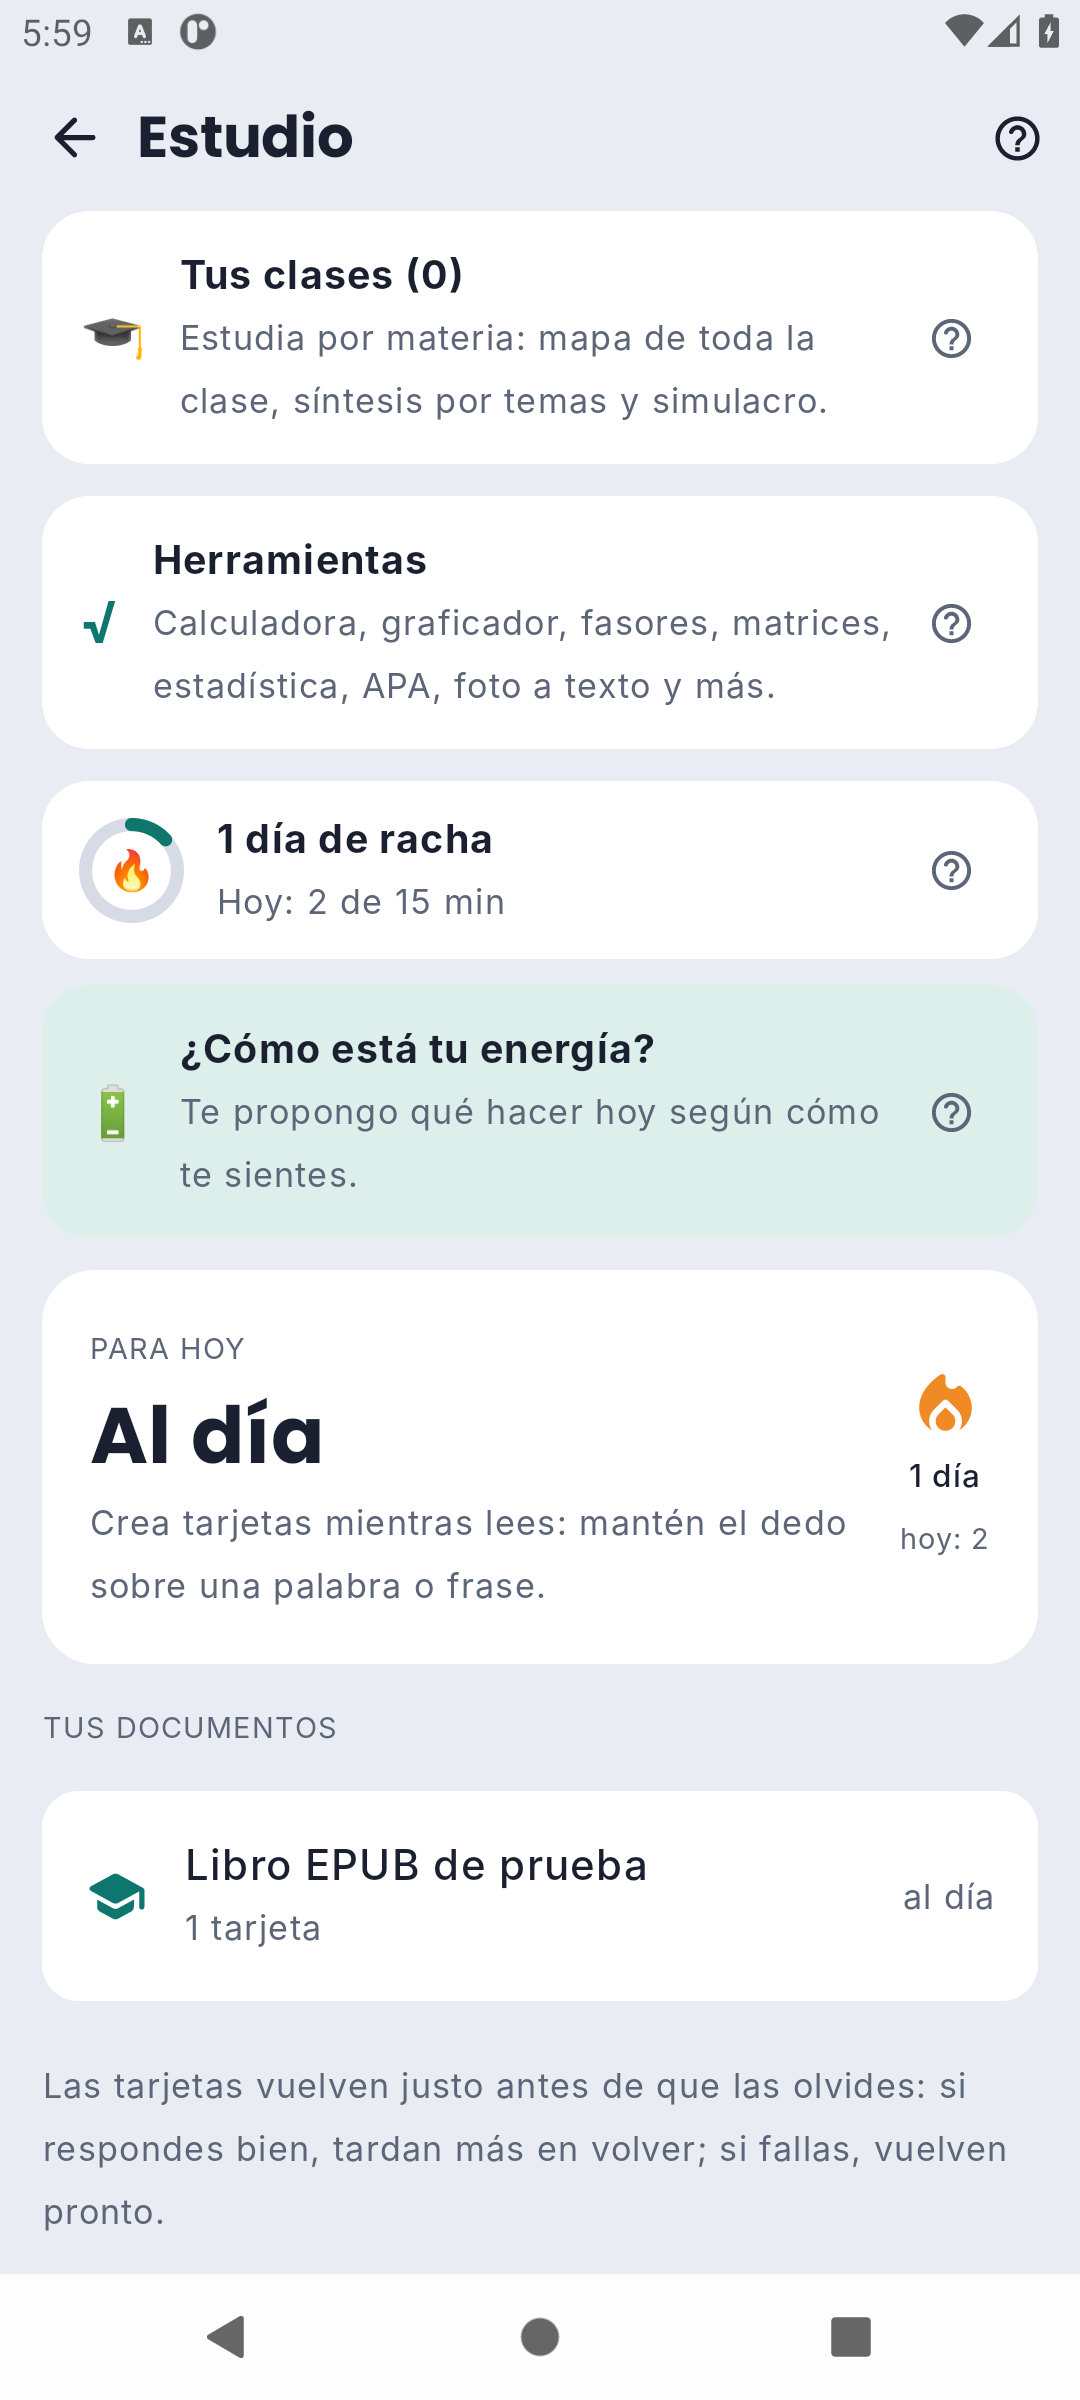 5:59
Estudio
Tus clases (0)
Estudia por materia: mapa de toda la
clase, síntesis por temas y simulacro.
Herramientas
Calculadora, graficador, fasores, matrices,
estadística, APA, foto a texto y más.
1 día de racha
Hoy: 2 de 15 min
¿Cómo está tu energía?
Te propongo qué hacer hoy según cómo
te sientes.
PARA HOY
Al día
Crea tarjetas mientras lees: mantén el dedo
sobre una palabra o frase.
1 día
hoy: 2
TUS DOCUMENTOS
Libro EPUB de prueba
1 tarjeta
al día
Las tarjetas vuelven justo antes de que las olvides: si
respondes bien, tardan más en volver; si fallas, vuelven
pronto.